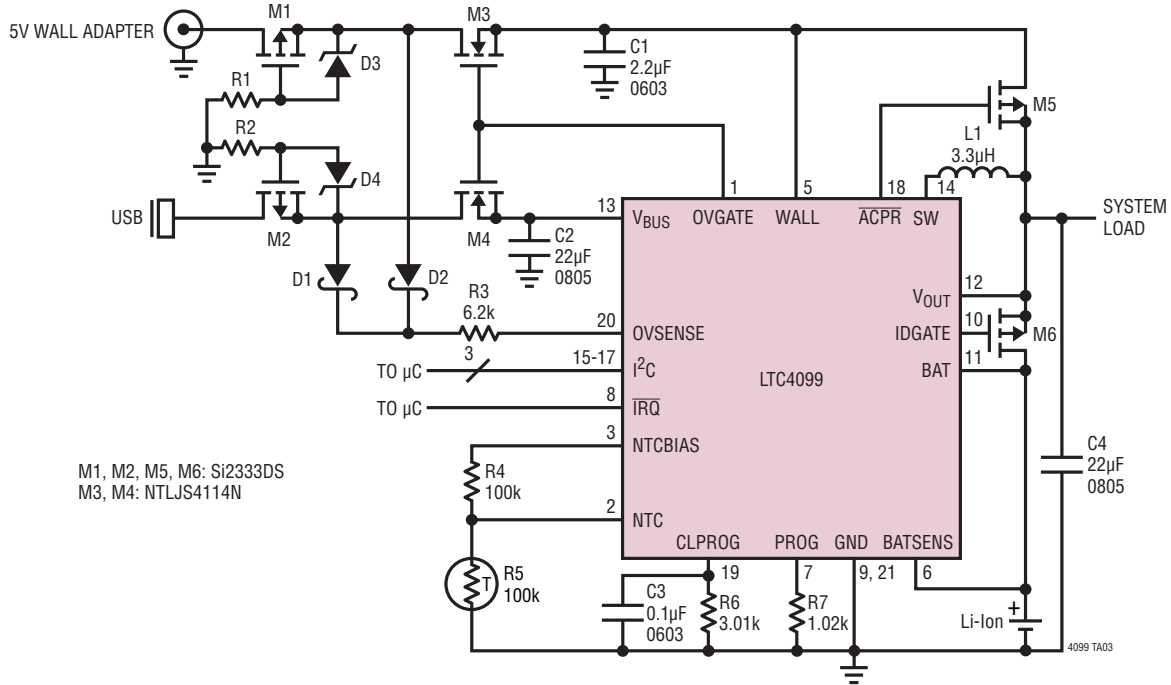 5V WALL ADAPTER
M1
M3
D3
C1
2.2µF
0603
R1
R2
M5
L1
3.3µH
D4
USB
M2
M4
C2
22µF
0805
1
5
18
14
13
VBUS
OVGATE
WALL
ACPR
SW
SYSTEM
LOAD
D1
D2
R3
6.2k
12
VOUT
20
OVSENSE
10
IDGATE
M6
3
TO µC
15-17
I2C
11
BAT
LTC4099
TO µC
8
IRQ
3
NTCBIAS
M1, M2, M5, M6: Si2333DS
M3, M4: NTLJS4114N
R4
100k
C4
22µF
0805
2
NTC
CLPROG
PROG
GND
BATSENS
19
7
9, 21
6
T
R5
100k
C3
0.1µF
0603
R6
3.01k
R7
1.02k
Li-Ion
+
4099 TA03